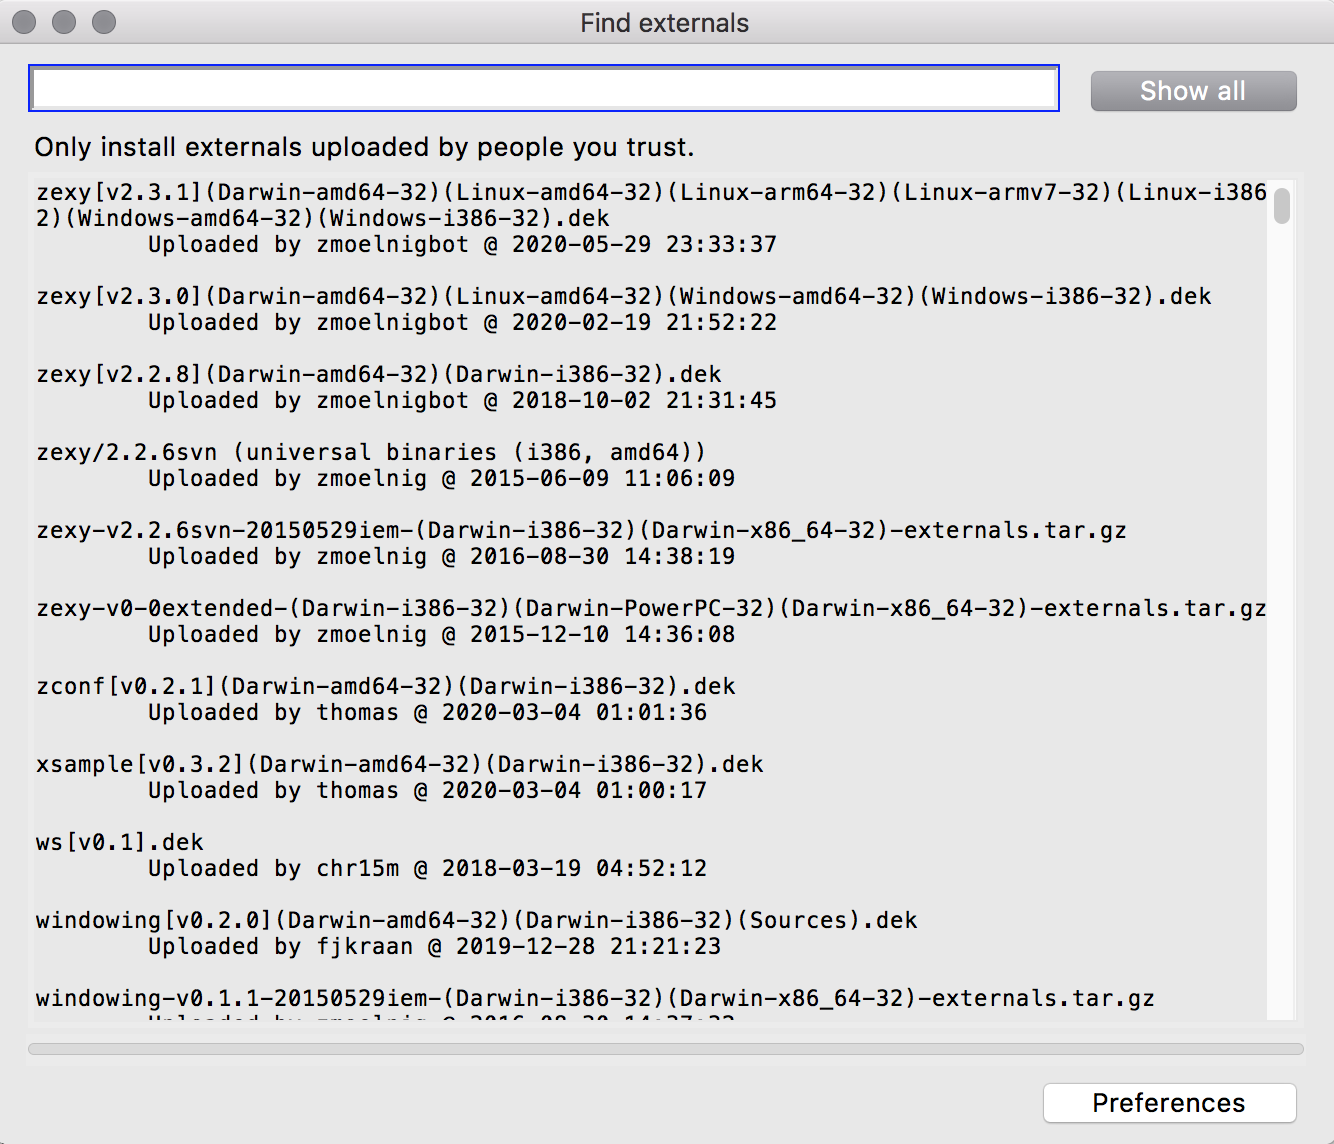 Find externals
Show all
Only install externals uploaded by people you trust.
zexy[v2.3.1](Darwin-amd64-32)(Linux-amd64-32)(Linux-arm64-32)(Linux-armv7-32)(Linux-i386
2)(Windows-amd64-32)(Windows-i386-32).dek
Uploaded by zmoelnigbot @ 2020-05-29 23:33:37
zexy[v2.3.0](Darwin-amd64-32)(Linux-amd64-32)(Windows-amd64-32)(Windows-i386-32).dek
Uploaded by zmoelnigbot @ 2020-02-19 21:52:22
zexy[v2.2.8](Darwin-amd64-32)(Darwin-i386-32).dek
Uploaded by zmoelnigbot @ 2018-10-02 21:31:45
zexy/2.2.6svn (universal binaries (i386, amd64))
Uploaded by zmoelnig @ 2015-06-09 11:06:09
zexy-v2.2.6svn-20150529iem-(Darwin-i386-32)(Darwin-x86_64-32)-externals.tar.gz
Uploaded by zmoelnig @ 2016-08-30 14:38:19
zexy-v0-0extended-(Darwin-i386-32)(Darwin-PowerPC-32)(Darwin-x86_64-32)-externals.tar.gz
Uploaded by zmoelnig @ 2015-12-10 14:36:08
zconf[v0.2.1](Darwin-amd64-32)(Darwin-i386-32).dek
Uploaded by thomas @ 2020-03-04 01:01:36
xsample[v0.3.2](Darwin-amd64-32)(Darwin-i386-32).dek
Uploaded by thomas @ 2020-03-04 01:00:17
ws[v0.1].dek
Uploaded by chr15m @ 2018-03-19 04:52:12
windowing[v0.2.0](Darwin-amd64-32)(Darwin-i386-32)(Sources).dek
Uploaded by fjkraan @ 2019-12-28 21:21:23
windowing-v0.1.1-20150529iem-(Darwin-i386-32)(Darwin-x86_64-32)-externals.tar.gz
Uploaded by zmoelnig @ 2016-08-30
Preferences